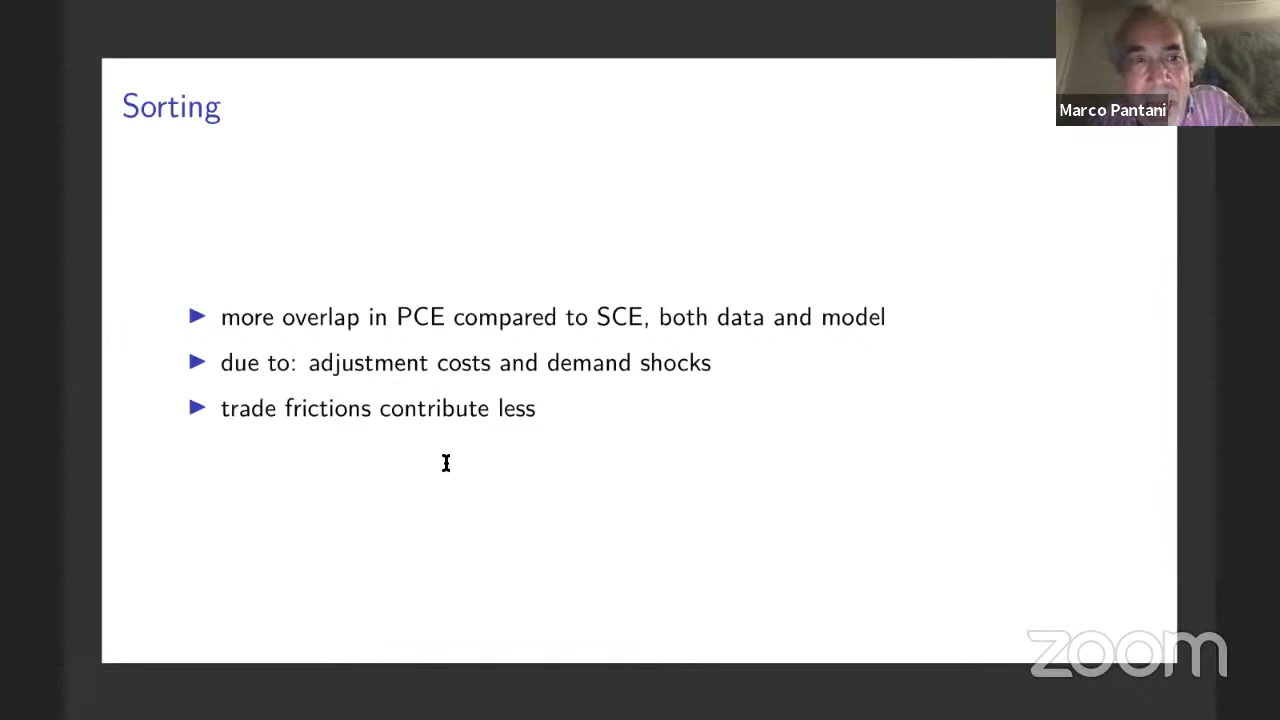 Sorting
Marco Pantani
▶ more overlap in PCE compared to SCE, both data and model
▶ due to: adjustment costs and demand shocks
▶ trade frictions contribute less
zoom